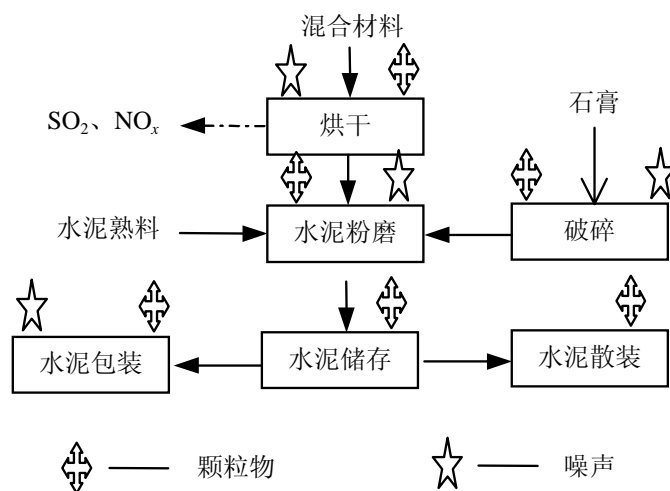 混合材料
石膏
SO₂、NOₓ
烘干
水泥熟料
水泥粉磨
破碎
水泥包装
水泥储存
水泥散装
颗粒物
噪声